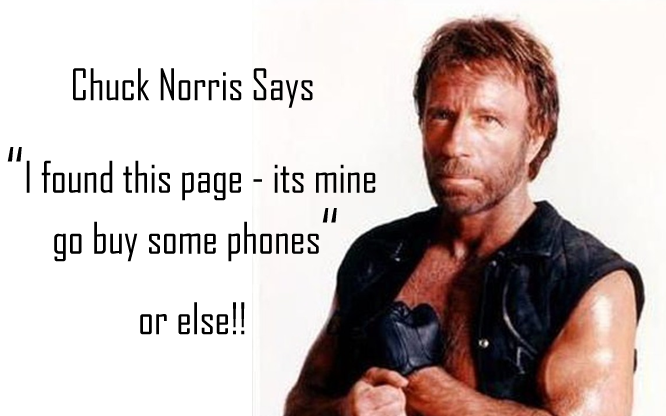 Chuck Norris Says
"I found this page - its mine
go buy some phones"
or else!!